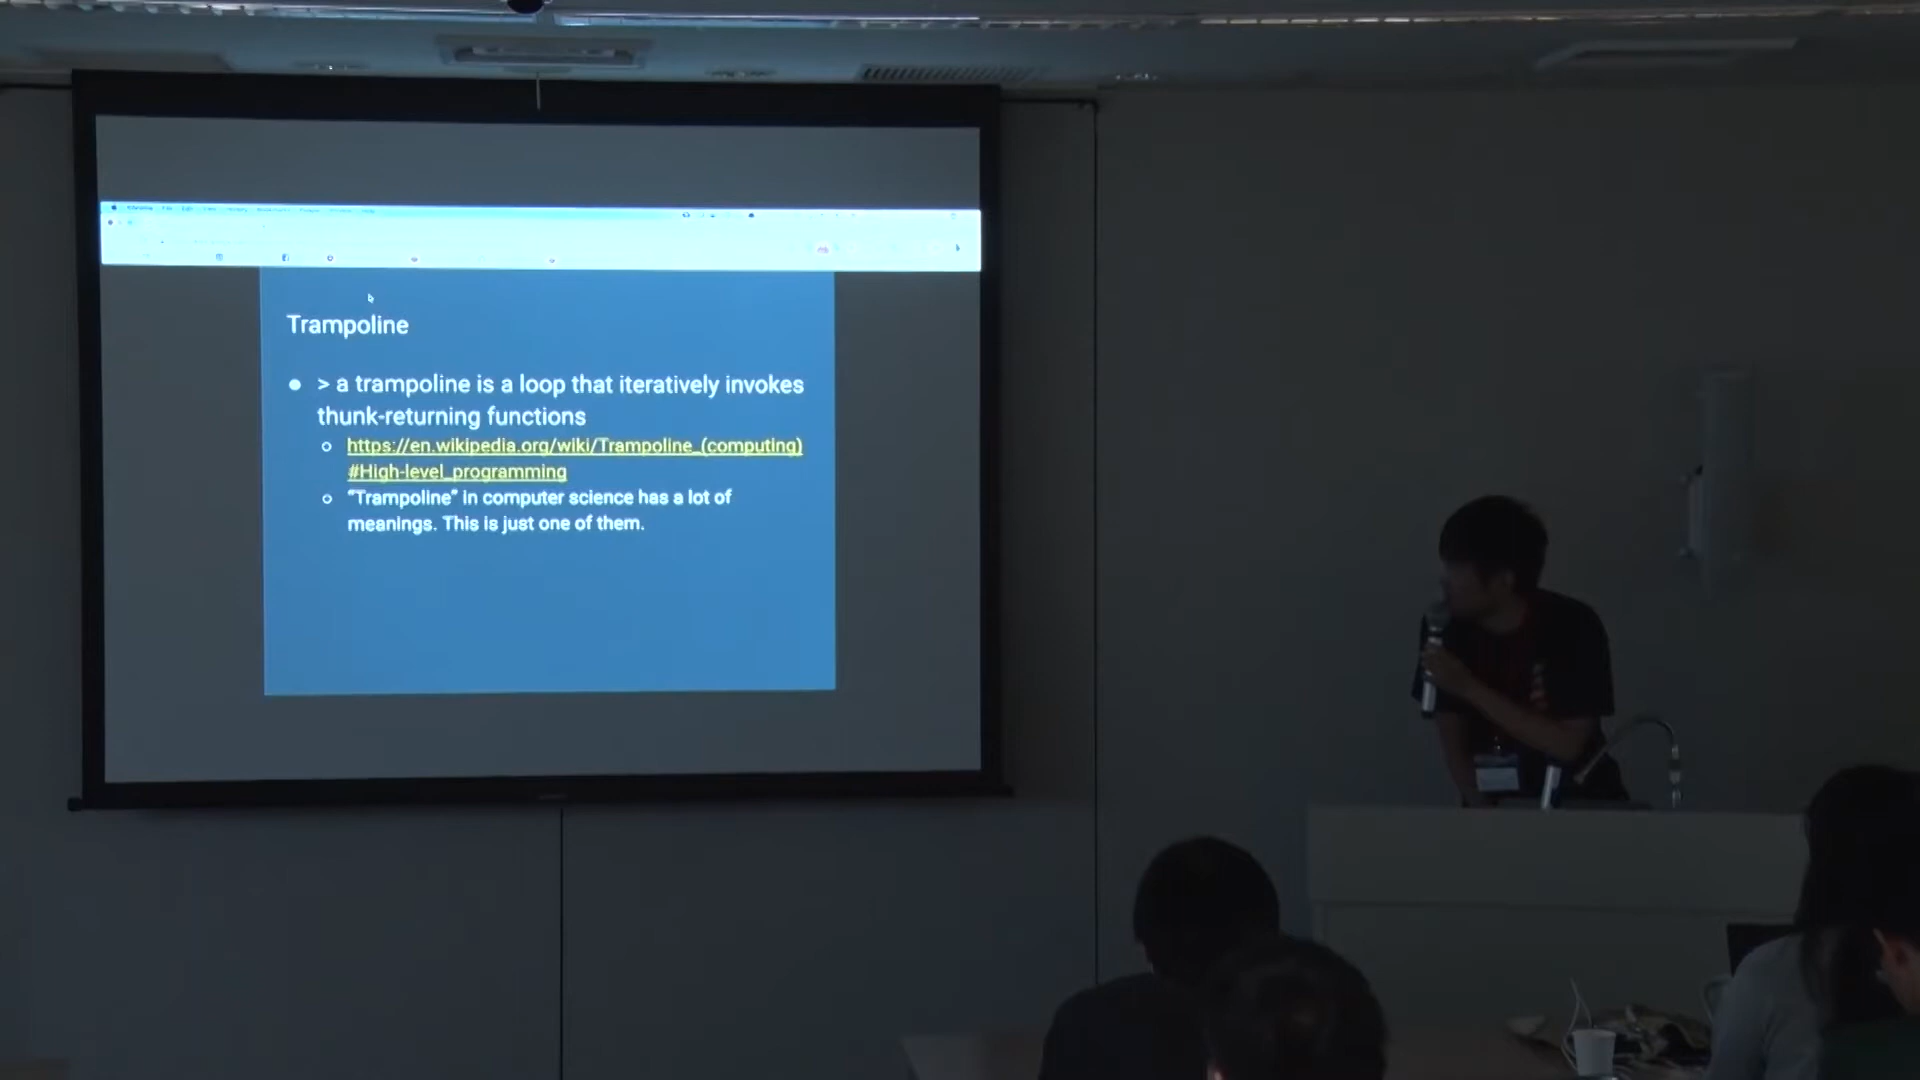 Trampoline
> a trampoline is a loop that iteratively invokes
thunk-returning functions
https://en.wikipedia.org/wiki/Trampoline_(computing)
#High-level_programming
“Trampoline” in computer science has a lot of
meanings. This is just one of them.